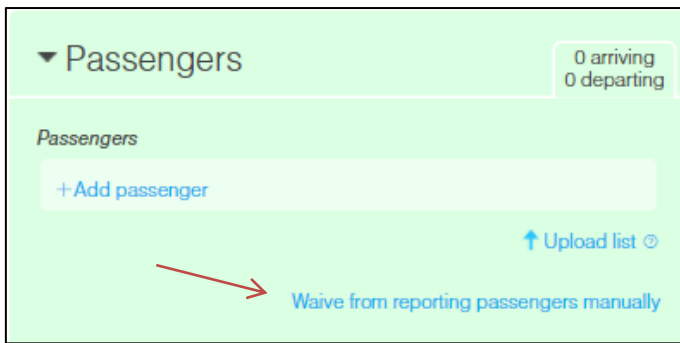 Passengers
0 arriving
0 departing
Passengers
+Add passenger
Upload list
Waive from reporting passengers manually